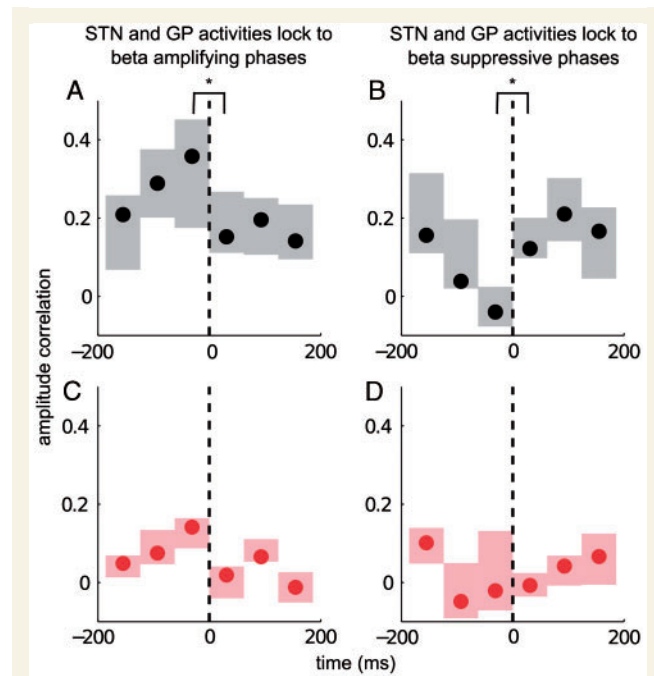 STN and GP activities lock to
beta amplifying phases
STN and GP activities lock to
beta suppressive phases
*
*
A
B
0.4
0.2
0
−200
0
200
0.4
0.2
0
−200
0
200
amplitude correlation
C
D
0.4
0.2
0
−200
0
200
0.4
0.2
0
−200
0
200
time (ms)